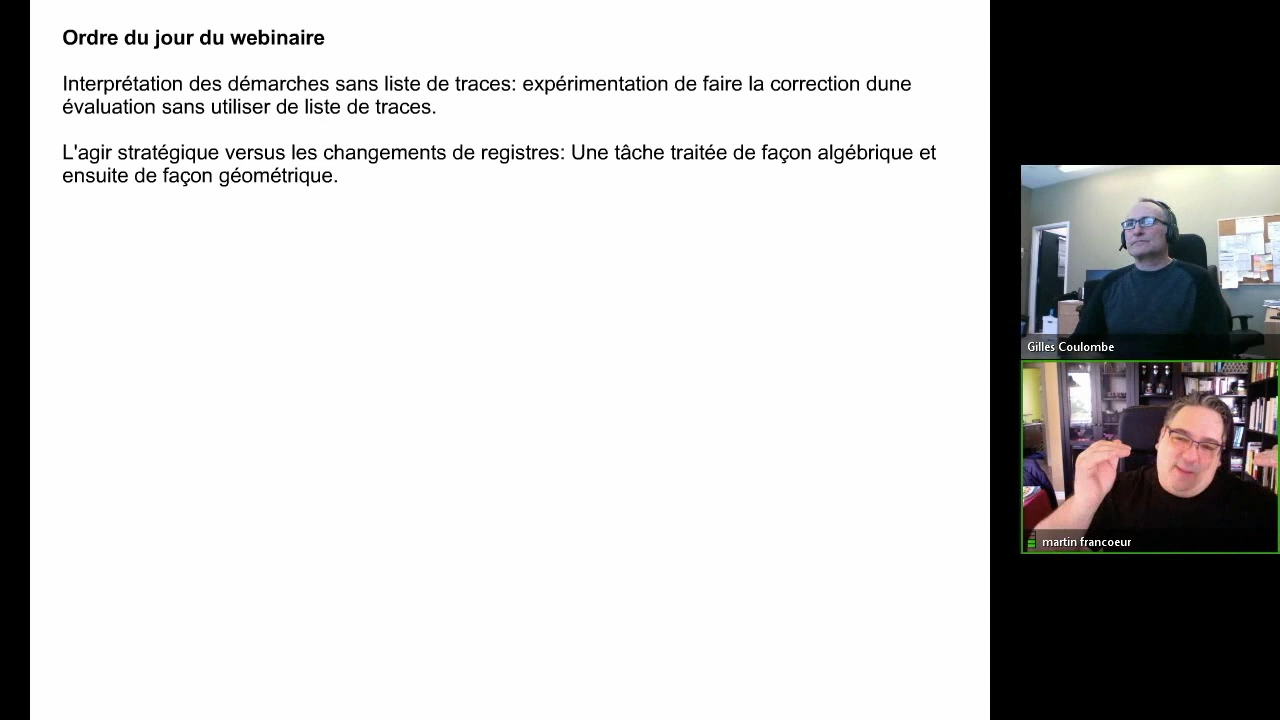 Ordre du jour du webinaire
Interprétation des démarches sans liste de traces: expérimentation de faire la correction dune
évaluation sans utiliser de liste de traces.
L'agir stratégique versus les changements de registres: Une tâche traitée de façon algébrique et
ensuite de façon géométrique.
Gilles Coulombe
martin francoeur